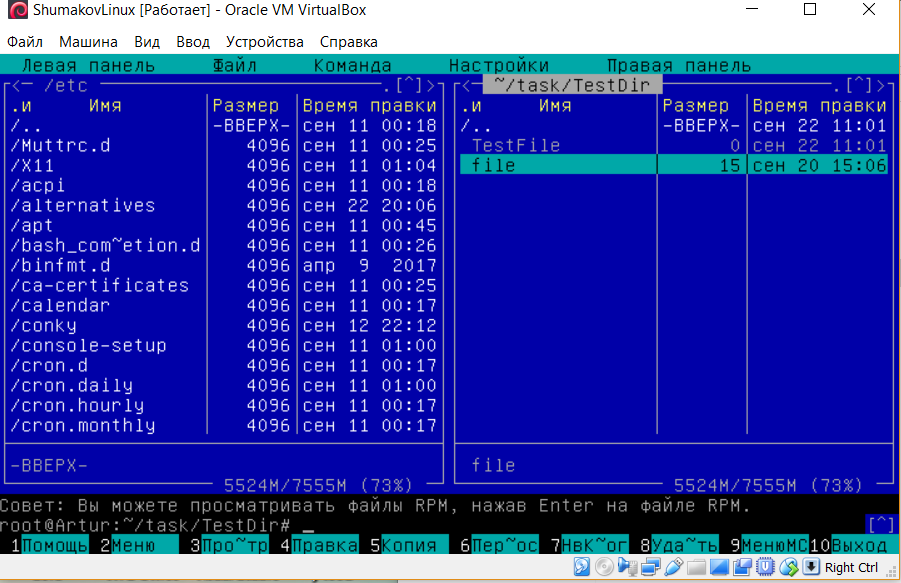 ShumakovLinux [Работает] - Oracle VM VirtualBox
Файл Машина Вид Ввод Устройства Справка
Левая панель Файл Команда Настройки Правая панель
<- /etc .[^]> <- ~/task/TestDir .[^]>
.и Имя Размер Время правки .и Имя Размер Время правки
/.. -ВВЕРХ- сен 11 00:18 /.. -ВВЕРХ- сен 22 11:01
/Muttrc.d 4096 сен 11 00:25 TestFile 0 сен 22 11:01
/X11 4096 сен 11 01:04 file 15 сен 20 15:06
/acpi 4096 сен 11 00:18
/alternatives 4096 сен 22 20:06
/apt 4096 сен 11 00:45
/bash_com~etion.d 4096 сен 11 00:26
/binfmt.d 4096 апр 9 2017
/ca-certificates 4096 сен 11 00:25
/calendar 4096 сен 11 00:17
/conky 4096 сен 12 22:12
/console-setup 4096 сен 11 01:00
/cron.d 4096 сен 11 00:17
/cron.daily 4096 сен 11 01:00
/cron.hourly 4096 сен 11 00:17
/cron.monthly 4096 сен 11 00:17
-ВВЕРХ- file
5524M/7555M (73%) 5524M/7555M (73%)
Совет: Вы можете просматривать файлы RPM, нажав Enter на файле RPM.
root@Artur:~/task/TestDir# _ [^]
1Помощь 2Меню 3Про~тр 4Правка 5Копия 6Пер~ос 7НвК~ог 8Уда~ть 9МенюМС 10Выход
Right Ctrl